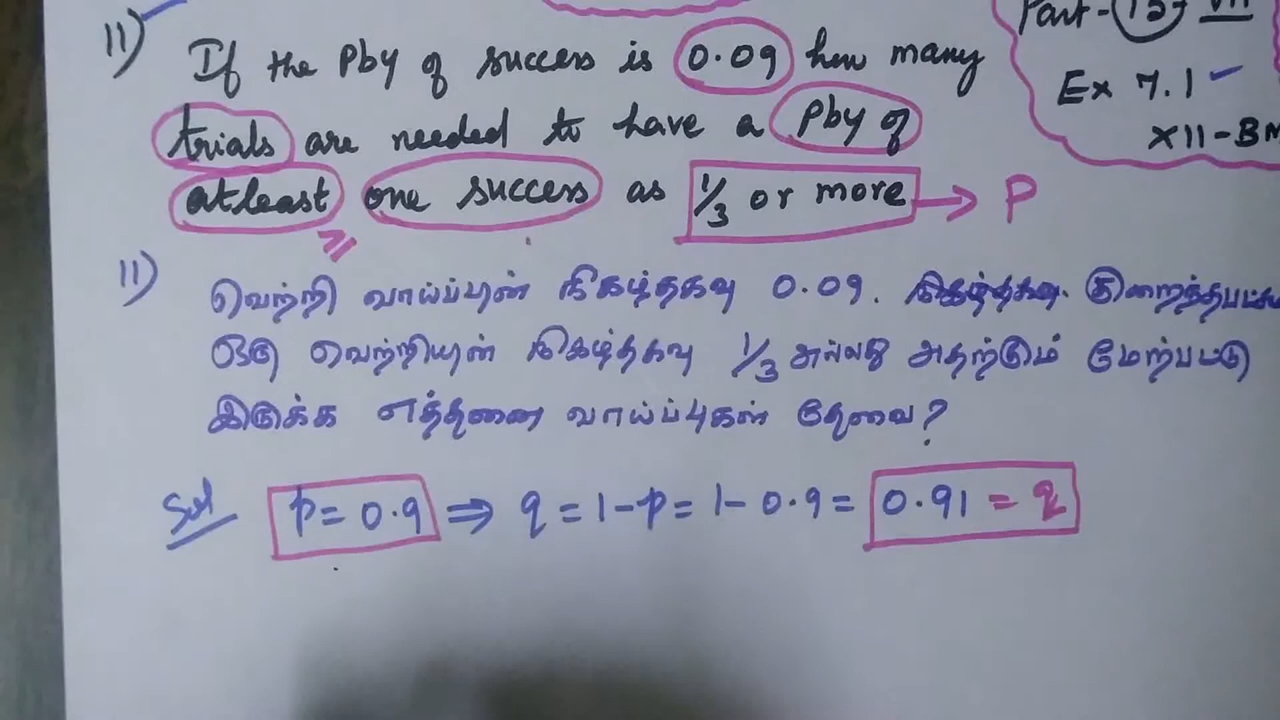 Part - 15 VII
Ex 7.1
XII - BM
11) If the Pby of success is 0.09 how many
trials are needed to have a Pby of
atleast one success as 1/3 or more → P
11) வெற்றி வாய்ப்புன் நிகழ்தகவு 0.09. நிகழ்தகவு. குறைந்தபட்ச
ஒரு வெற்றியுன் நிகழ்தகவு 1/3 அல்லது அதற்கும் மேற்பட்டு
இருக்க எத்தனை வாய்ப்புகள் தேவை?
Sol p = 0.9 ⇒ q = 1-p = 1-0.9 = 0.91 = q